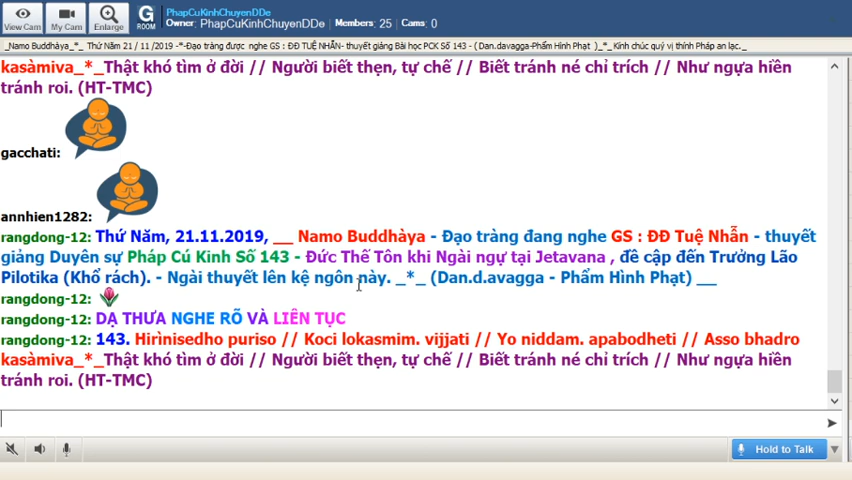 View Cam
My Cam
Enlarge
G
ROOM
PhapCuKinhChuyenDDe
Owner: PhapCuKinhChuyenDDe Members: 25 Cams: 0
_Namo Buddhàya_*_ Thứ Năm 21 / 11 /2019 -*-Đạo tràng được nghe GS : ĐĐ TUỆ NHẪN- thuyết giảng Bài học PCK Số 143 - ( Dan.davagga-Phẩm Hình Phạt )_*_Kính chúc quý vị thính Pháp an lạc._
kasàmiva_*_Thật khó tìm ở đời // Người biết thẹn, tự chế // Biết tránh né chỉ trích // Như ngựa hiền
tránh roi. (HT-TMC)
gacchati:
annhien1282:
rangdong-12: Thứ Năm, 21.11.2019, __ Namo Buddhàya - Đạo tràng đang nghe GS : ĐĐ Tuệ Nhẫn - thuyết
giảng Duyên sự Pháp Cú Kinh Số 143 - Đức Thế Tôn khi Ngài ngự tại Jetavana , đề cập đến Trưởng Lão
Pilotika (Khổ rách). - Ngài thuyết lên kệ ngôn này. _*_ (Dan.d.avagga - Phẩm Hình Phạt) __
rangdong-12:
rangdong-12: DẠ THƯA NGHE RÕ VÀ LIÊN TỤC
rangdong-12: 143. Hirìnisedho puriso // Koci lokasmim. vijjati // Yo niddam. apabodheti // Asso bhadro
kasàmiva_*_Thật khó tìm ở đời // Người biết thẹn, tự chế // Biết tránh né chỉ trích // Như ngựa hiền
tránh roi. (HT-TMC)
Hold to Talk